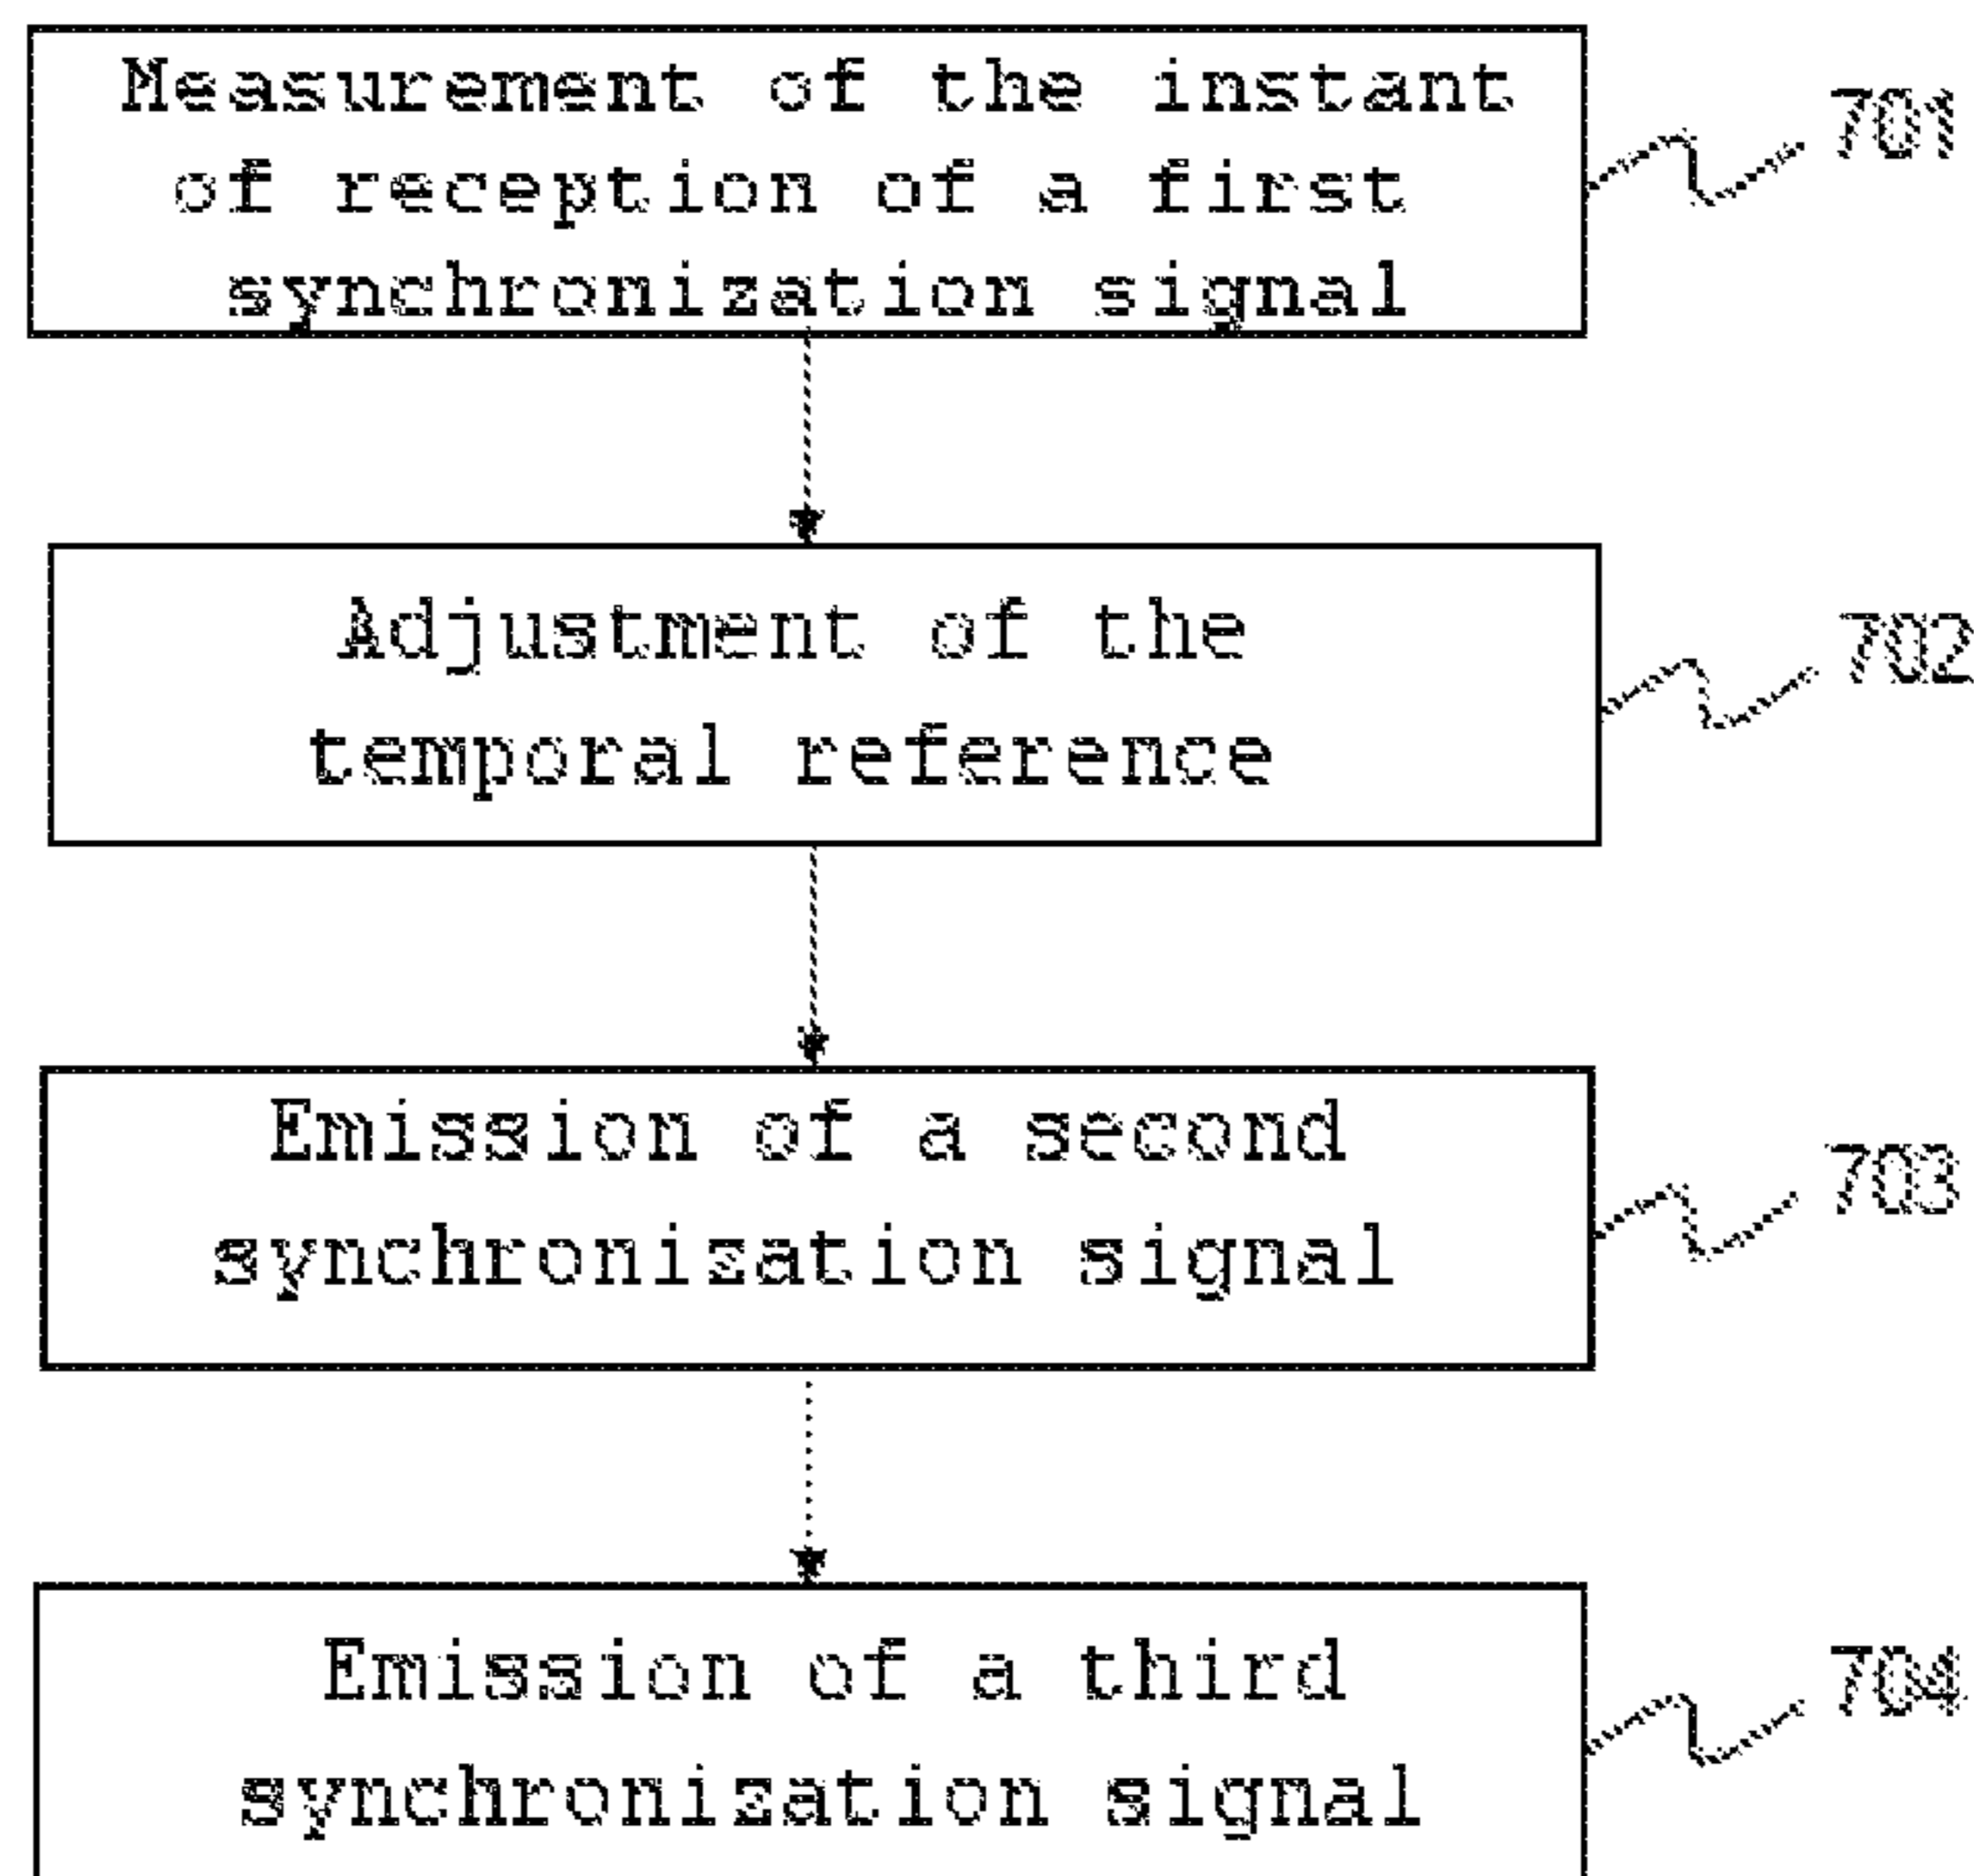 Measurement of the instant
of reception of a first
synchronization signal
701
Adjustment of the
temporal reference
702
Emission of a second
synchronization signal
703
Emission of a third
synchronization signal
704